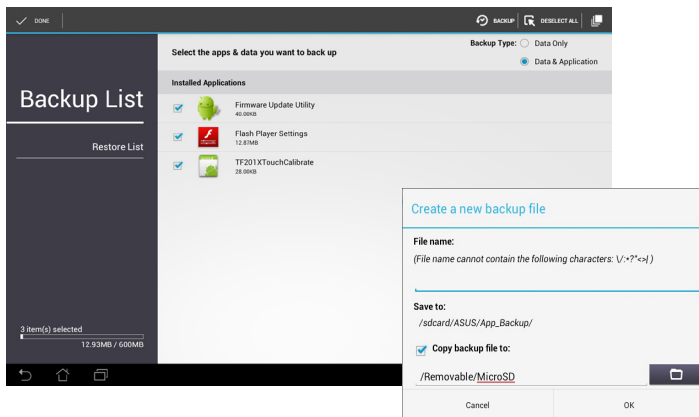 DONE
BACKUP
DESELECT ALL
Select the apps & data you want to back up
Backup Type:
Data Only
Data & Application
Backup List
Restore List
Installed Applications
Firmware Update Utility
40.00KB
Flash Player Settings
12.87MB
TF201XTouchCalibrate
28.00KB
3 item(s) selected
12.93MB / 600MB
Create a new backup file
File name:
(File name cannot contain the following characters: \/:*?"<>| )
Save to:
/sdcard/ASUS/App_Backup/
Copy backup file to:
/Removable/MicroSD
Cancel
OK